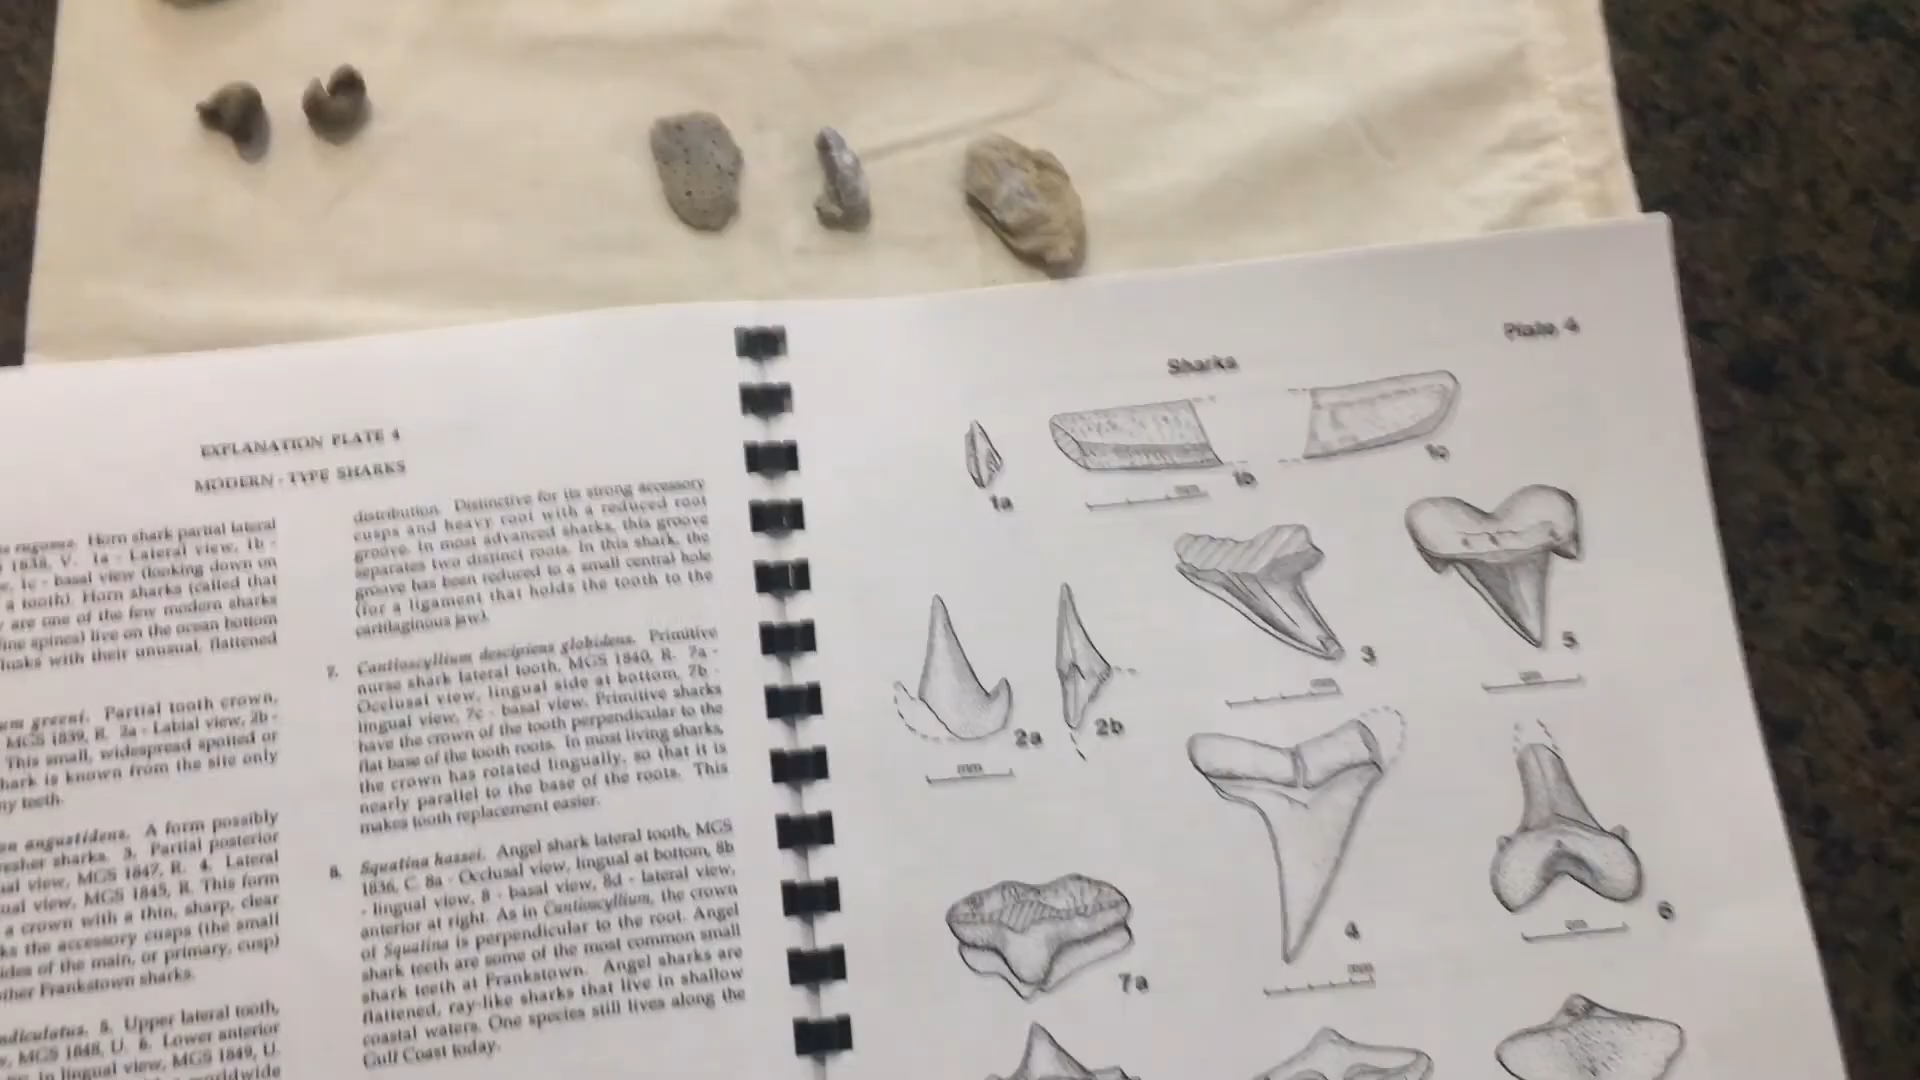 EXPLANATION PLATE 4
MODERN - TYPE SHARKS
rugosus. Horn shark partial lateral
1838, V. 1a - Lateral view, 1b -
1c - basal view (looking down on
a tooth). Horn sharks (called that
are one of the few modern sharks
fine spines) live on the ocean bottom
with their unusual, flattened
greeni. Partial tooth crown,
MGS 1839, R. 2a - Labial view, 2b -
This small, widespread spotted or
is known from the site only
teeth.
angustidens. A form possibly
sharks. 3. Partial posterior
view, MGS 1847, R. 4. Lateral
view, MGS 1845, R. This form
a crown with a thin, sharp, clear
the accessory cusps (the small
of the main, or primary, cusp)
Frankstown sharks.
5. Upper lateral tooth,
MGS 1848, U. 6. Lower anterior
in lingual view, MGS 1849, U.
worldwide
distribution. Distinctive for its strong accessory
cusps and heavy root with a reduced root
groove. In most advanced sharks, this groove
separates two distinct roots. In this shark, the
groove has been reduced to a small central hole
(for a ligament that holds the tooth to the
cartilaginous jaw).
7. Cantioscyllium descipiens globidens. Primitive
nurse shark lateral tooth, MGS 1840, R. 7a -
Occlusal view, lingual side at bottom, 7b -
lingual view, 7c - basal view. Primitive sharks
have the crown of the tooth perpendicular to the
flat base of the tooth roots. In most living sharks,
the crown has rotated lingually, so that it is
nearly parallel to the base of the roots. This
makes tooth replacement easier.
8. Squatina hassei. Angel shark lateral tooth, MGS
1836, C. 8a - Occlusal view, lingual at bottom, 8b
- lingual view, 8 - basal view, 8d - lateral view,
anterior at right. As in Cantioscyllium, the crown
of Squatina is perpendicular to the root. Angel
shark teeth are some of the most common small
shark teeth at Frankstown. Angel sharks are
flattened, ray-like sharks that live in shallow
coastal waters. One species still lives along the
Gulf Coast today.
Plate 4
Sharks
1a
mm
1b
1c
2a
mm
2b
3
mm
5
cm
4
mm
6
cm
7a